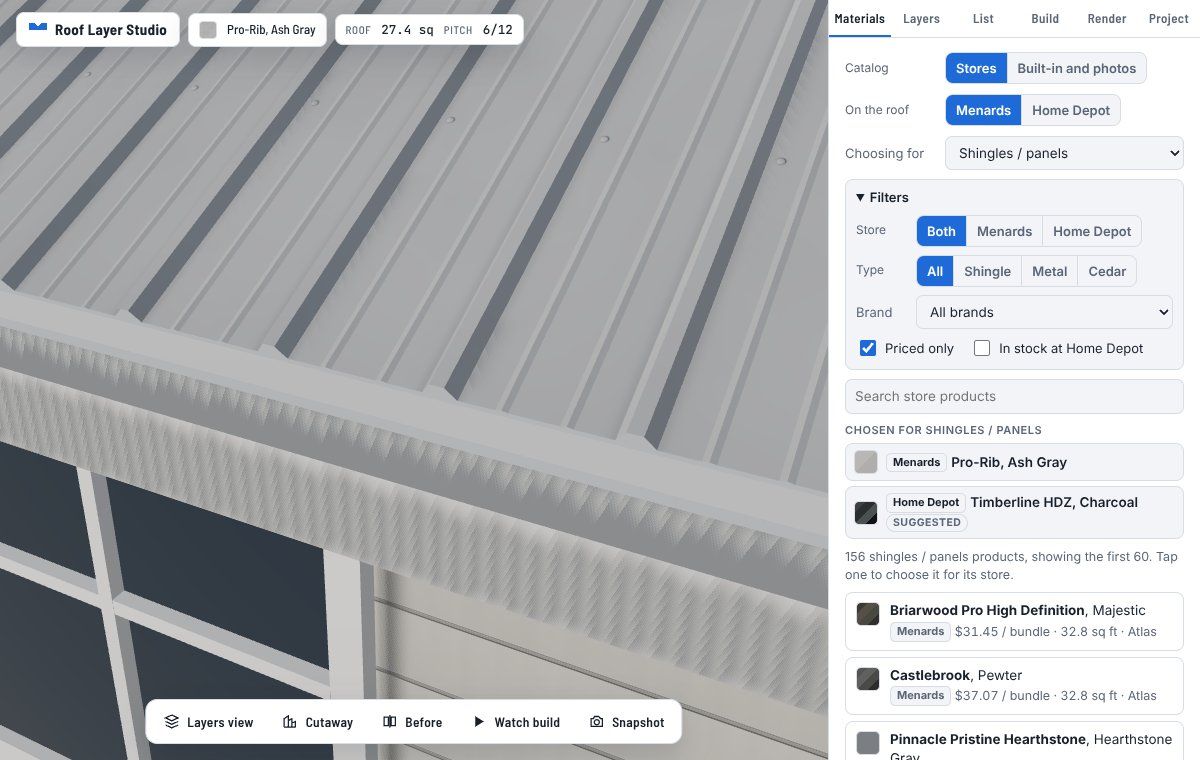 Roof Layer Studio
Pro-Rib, Ash Gray
ROOF 27.4 sq PITCH 6/12
Materials Layers List Build Render Project
Catalog Stores Built-in and photos
On the roof Menards Home Depot
Choosing for Shingles / panels
▼ Filters
Store Both Menards Home Depot
Type All Shingle Metal Cedar
Brand All brands
Priced only In stock at Home Depot
Search store products
CHOSEN FOR SHINGLES / PANELS
Menards Pro-Rib, Ash Gray
Home Depot Timberline HDZ, Charcoal
SUGGESTED
156 shingles / panels products, showing the first 60. Tap
one to choose it for its store.
Briarwood Pro High Definition, Majestic
Menards $31.45 / bundle · 32.8 sq ft · Atlas
Castlebrook, Pewter
Menards $37.07 / bundle · 32.8 sq ft · Atlas
Pinnacle Pristine Hearthstone, Hearthstone
Gray
Layers view Cutaway Before Watch build Snapshot